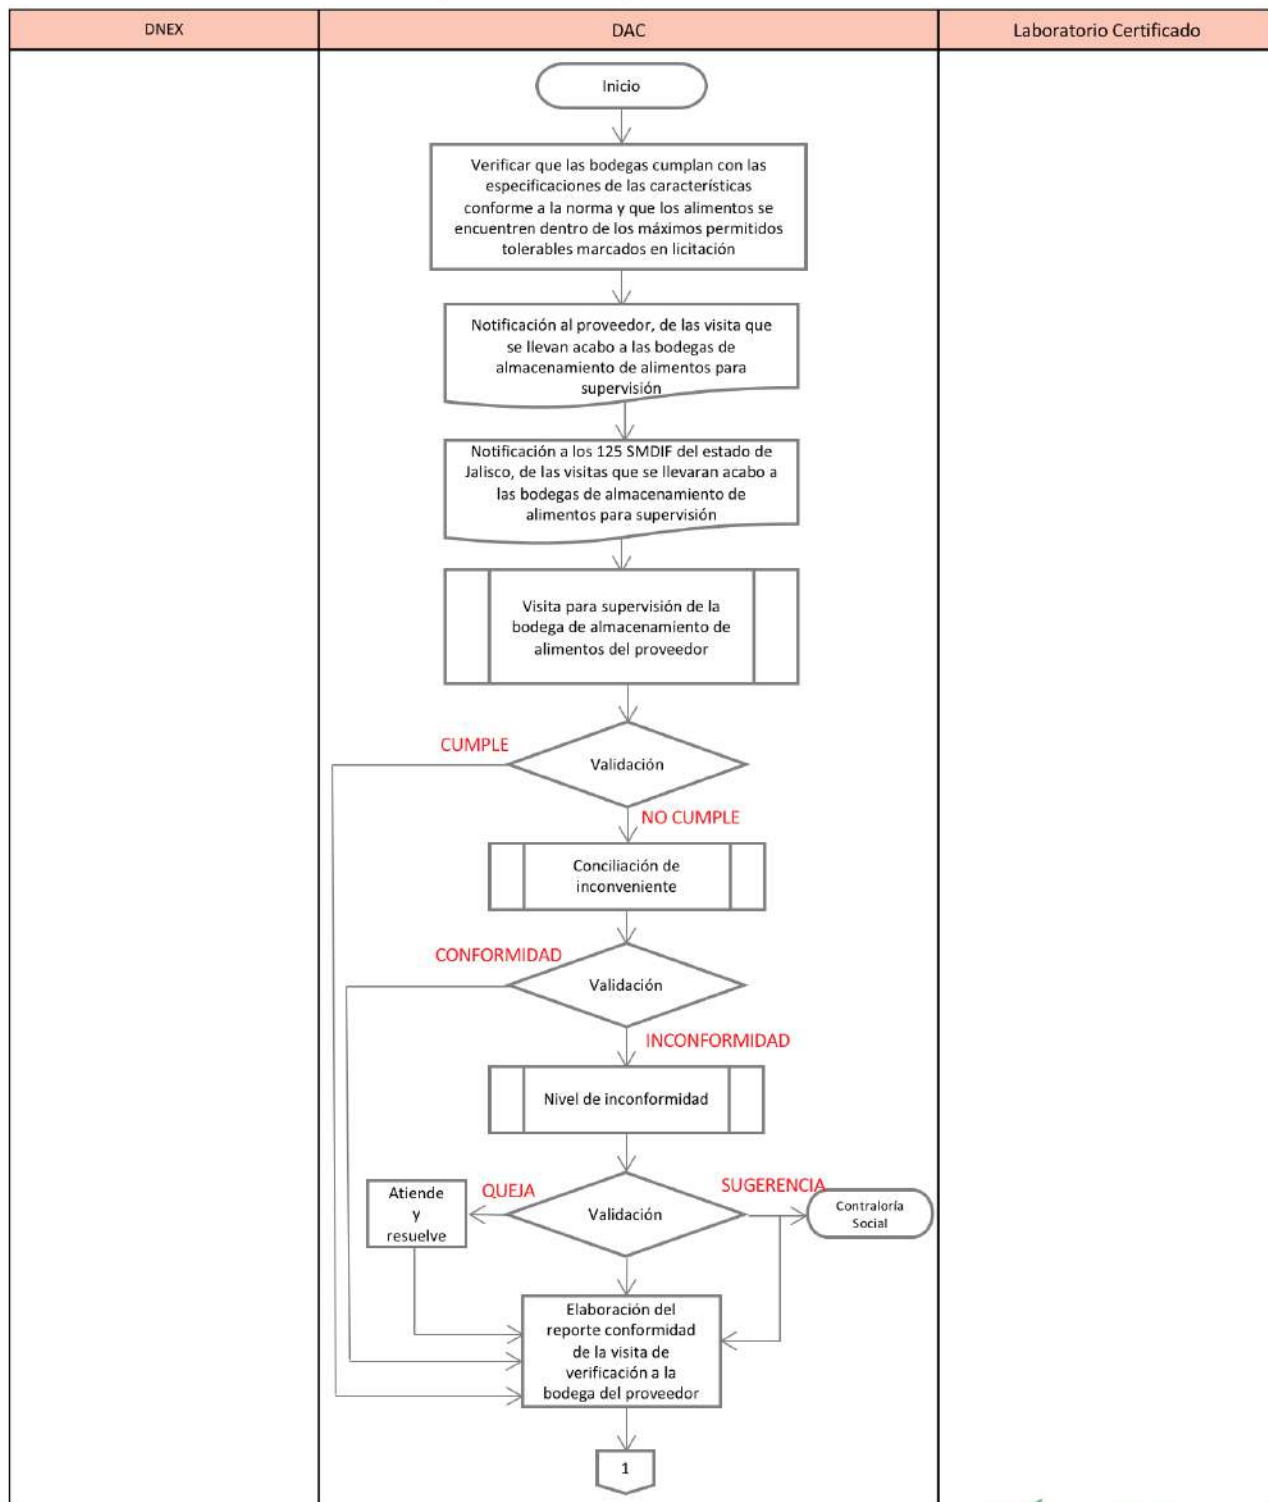 DNEX
DAC
Laboratorio Certificado
Inicio
Verificar que las bodegas cumplan con las
especificaciones de las características
conforme a la norma y que los alimentos se
encuentren dentro de los máximos permitidos
tolerables marcados en licitación
Notificación al proveedor, de las visita que
se llevan acabo a las bodegas de
almacenamiento de alimentos para
supervisión
Notificación a los 125 SMDIF del estado de
Jalisco, de las visitas que se llevaran acabo a
las bodegas de almacenamiento de
alimentos para supervisión
Visita para supervisión de la
bodega de almacenamiento de
alimentos del proveedor
CUMPLE
Validación
NO CUMPLE
Conciliación de
inconveniente
CONFORMIDAD
Validación
INCONFORMIDAD
Nivel de inconformidad
Atiende
y
resuelve
QUEJA
Validación
SUGERENCIA
Contraloría
Social
Elaboración del
reporte conformidad
de la visita de
verificación a la
bodega del proveedor
1